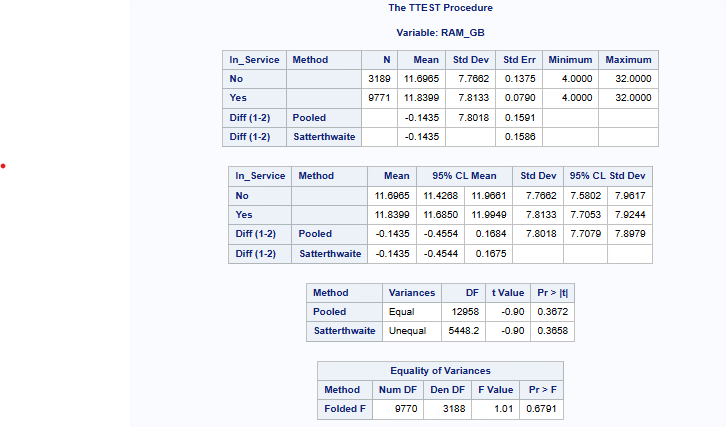 The TTEST Procedure
Variable: RAM_GB
In_Service Method N Mean Std Dev Std Err Minimum Maximum
No 3189 11.6965 7.7662 0.1375 4.0000 32.0000
Yes 9771 11.8399 7.8133 0.0790 4.0000 32.0000
Diff (1-2) Pooled -0.1435 7.8018 0.1591
Diff (1-2) Satterthwaite -0.1435 0.1586
In_Service Method Mean 95% CL Mean Std Dev 95% CL Std Dev
No 11.6965 11.4268 11.9661 7.7662 7.5802 7.9617
Yes 11.8399 11.6850 11.9949 7.8133 7.7053 7.9244
Diff (1-2) Pooled -0.1435 -0.4554 0.1684 7.8018 7.7079 7.8979
Diff (1-2) Satterthwaite -0.1435 -0.4544 0.1675
Method Variances DF t Value Pr > |t|
Pooled Equal 12958 -0.90 0.3672
Satterthwaite Unequal 5448.2 -0.90 0.3658
Equality of Variances
Method Num DF Den DF F Value Pr > F
Folded F 9770 3188 1.01 0.6791